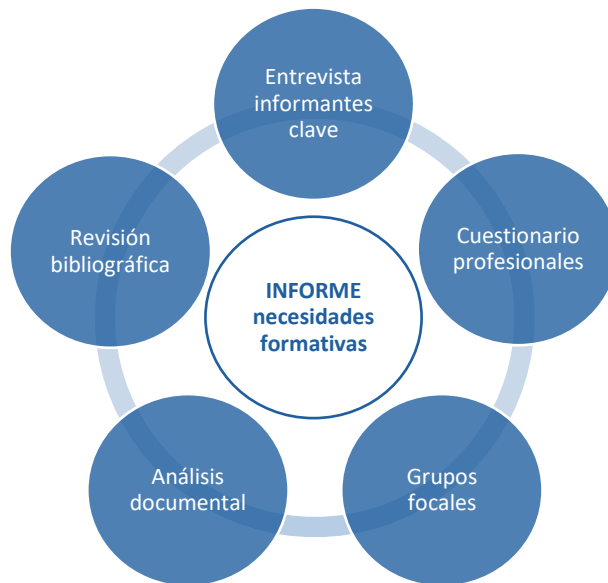 Entrevista
informantes
clave
Cuestionario
profesionales
Grupos
focales
Análisis
documental
Revisión
bibliográfica
INFORME
necesidades
formativas